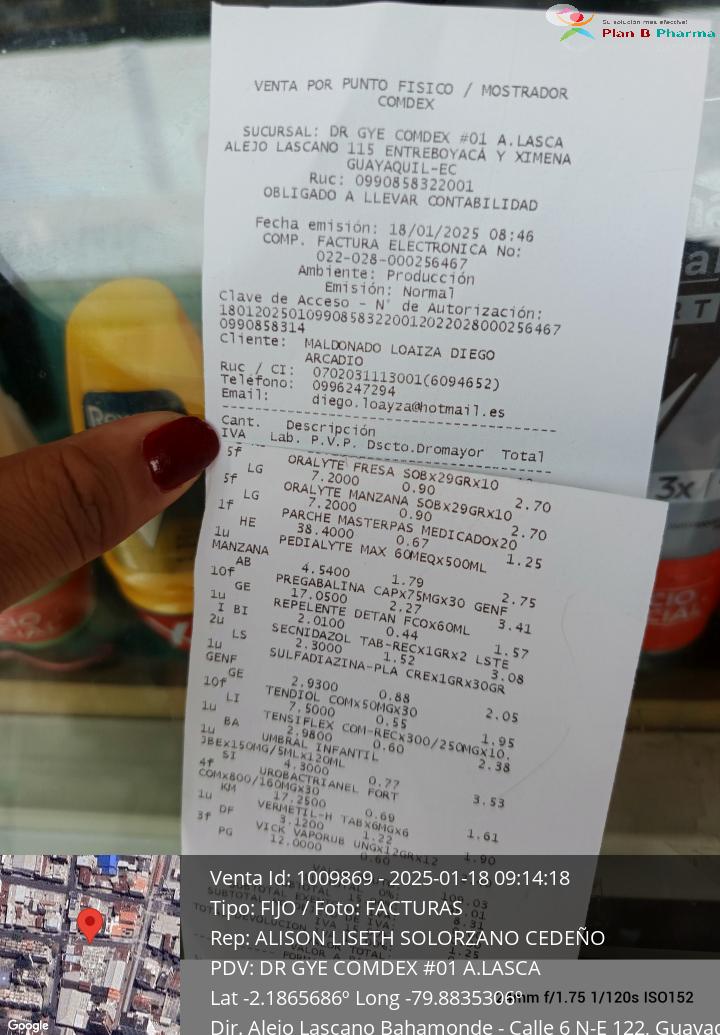 Su solución más efectiva!
Plan B Pharma
VENTA POR PUNTO FISICO / MOSTRADOR
COMDEX
SUCURSAL: DR GYE COMDEX #01 A.LASCA
ALEJO LASCANO 115 ENTREBOYACÁ Y XIMENA
GUAYAQUIL-EC
Ruc: 0990858322001
OBLIGADO A LLEVAR CONTABILIDAD
Fecha emisión: 18/01/2025 08:46
COMP. FACTURA ELECTRONICA No:
022-028-000256467
Ambiente: Producción
Emisión: Normal
Clave de Acceso - N° de Autorización:
180120250109908583220012022028000256467
0990858314
Cliente: MALDONADO LOAIZA DIEGO
ARCADIO
Ruc / CI: 0702031113001(6094652)
Teléfono: 0996247294
Email: diego.loayza@hotmail.es
Cant. Descripción
IVA Lab. P.V.P. Dscto.Dromayor Total
5f ORALYTE FRESA SOBx29GRx10
LG 7.2000 0.90 2.70
5f ORALYTE MANZANA SOBx29GRx10
LG 7.2000 0.90 2.70
1f PARCHE MASTERPAS MEDICADOx20
HE 38.4000 0.67 1.25
1u PEDIALYTE MAX 60MEQx500ML
MANZANA
AB 4.5400 1.79 2.75
10f PREGABALINA CAPx75MGx30 GENF
GE 17.0500 2.27 3.41
1u REPELENTE DETAN FCOx60ML
I BI 2.0100 0.44 1.57
2u SECNIDAZOL TAB-RECx1GRx2 LSTE
LS 2.3000 1.52 3.08
1u SULFADIAZINA-PLA CREx1GRx30GR
GENF
GE 2.9300 0.88 2.05
10f TENDIOL COMx50MGx30
LI 7.5000 0.55 1.95
1u TENSIFLEX COM-RECx300/250MGx10.
BA 2.9800 0.60 2.38
1u UMBRAL INFANTIL
JBEx150MG/5MLx120ML
SI 4.3000 0.77 3.53
4f UROBACTRIANEL FORT
COMx800/160MGx30
KM 17.2500 0.69 1.61
1u VERMETIL-H TABx6MGx6
DF 3.1200 1.22 1.90
3f VICK VAPORUB UNGx12GRx12
PG 12.0000 0.60
3x
Venta Id: 1009869 - 2025-01-18 09:14:18
Tipo: FIJO / Foto: FACTURAS
Rep: ALISON LISETH SOLORZANO CEDEÑO
PDV: DR GYE COMDEX #01 A.LASCA
Lat -2.1865686º Long -79.8835306º
f/1.75 1/120s ISO152
Dir. Alejo Lascano Bahamonde - Calle 6 N-E 122, Guayaq
Google